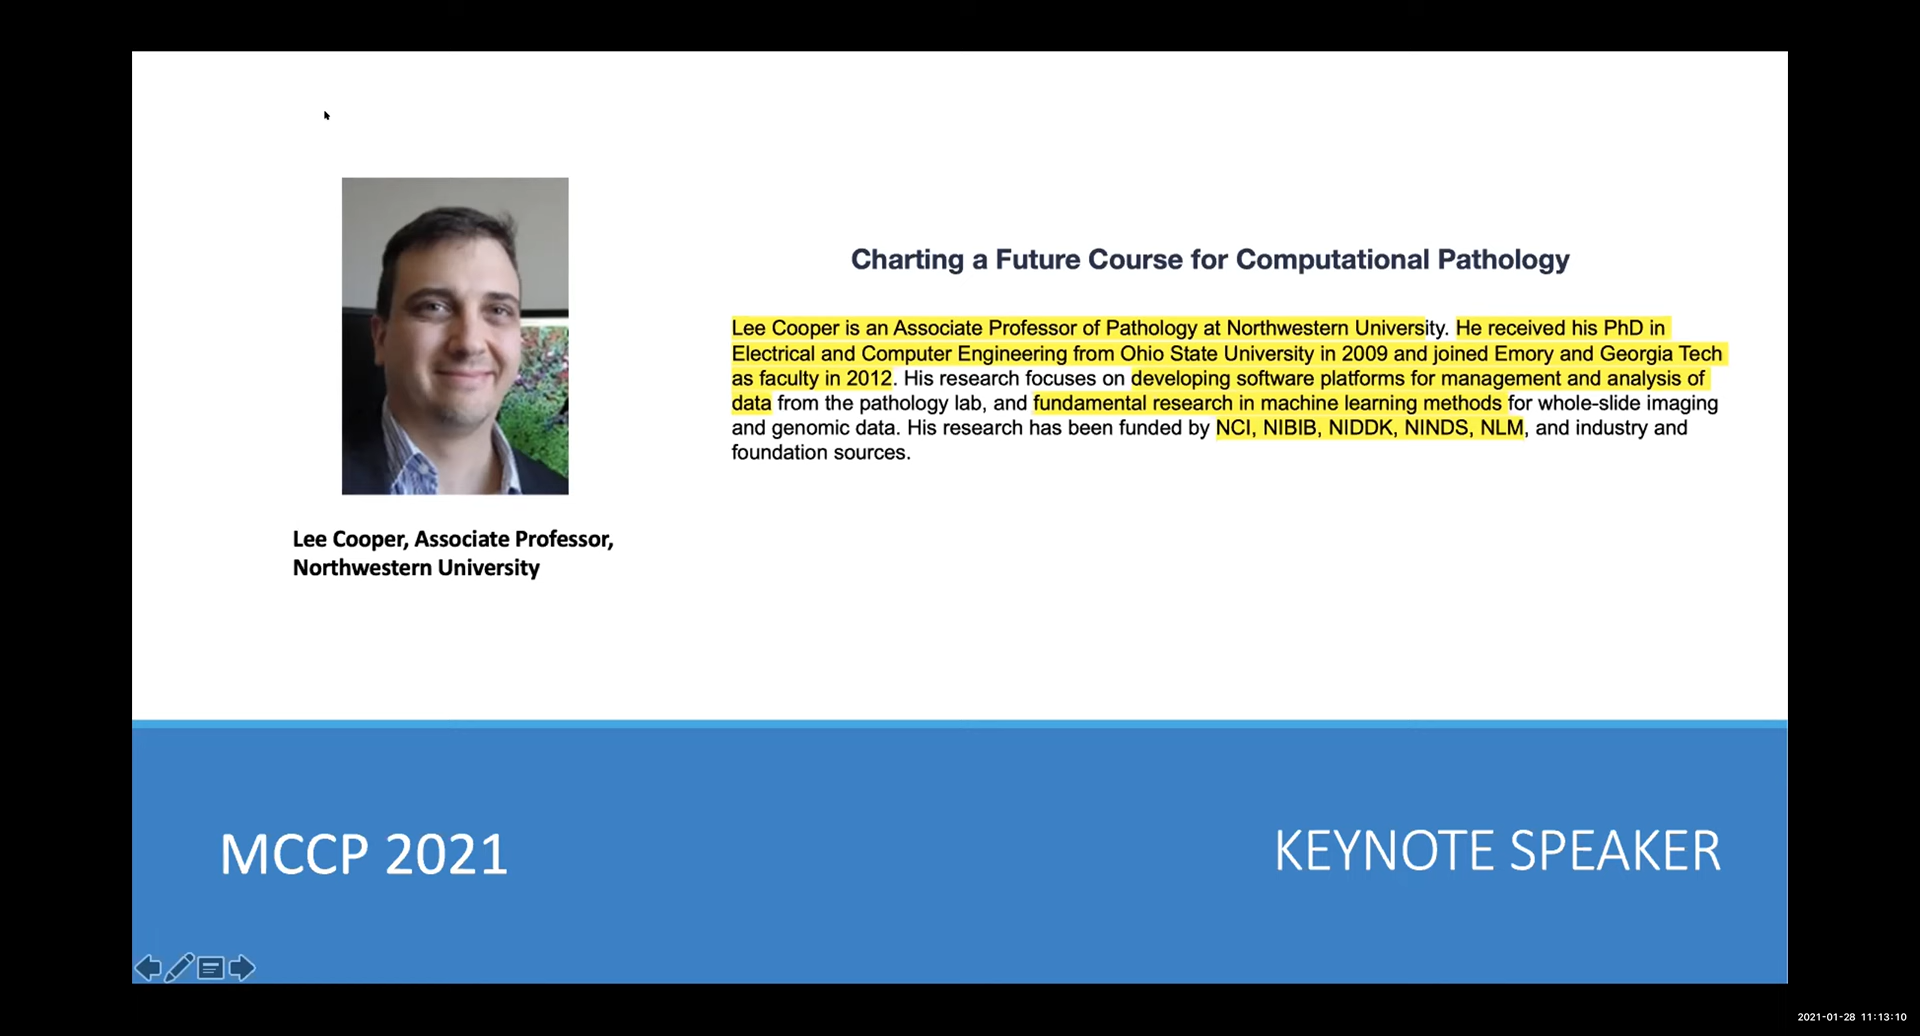 Charting a Future Course for Computational Pathology
Lee Cooper is an Associate Professor of Pathology at Northwestern University. He received his PhD in
Electrical and Computer Engineering from Ohio State University in 2009 and joined Emory and Georgia Tech
as faculty in 2012. His research focuses on developing software platforms for management and analysis of
data from the pathology lab, and fundamental research in machine learning methods for whole-slide imaging
and genomic data. His research has been funded by NCI, NIBIB, NIDDK, NINDS, NLM, and industry and
foundation sources.
Lee Cooper, Associate Professor,
Northwestern University
MCCP 2021
KEYNOTE SPEAKER
2021-01-28 11:13:10